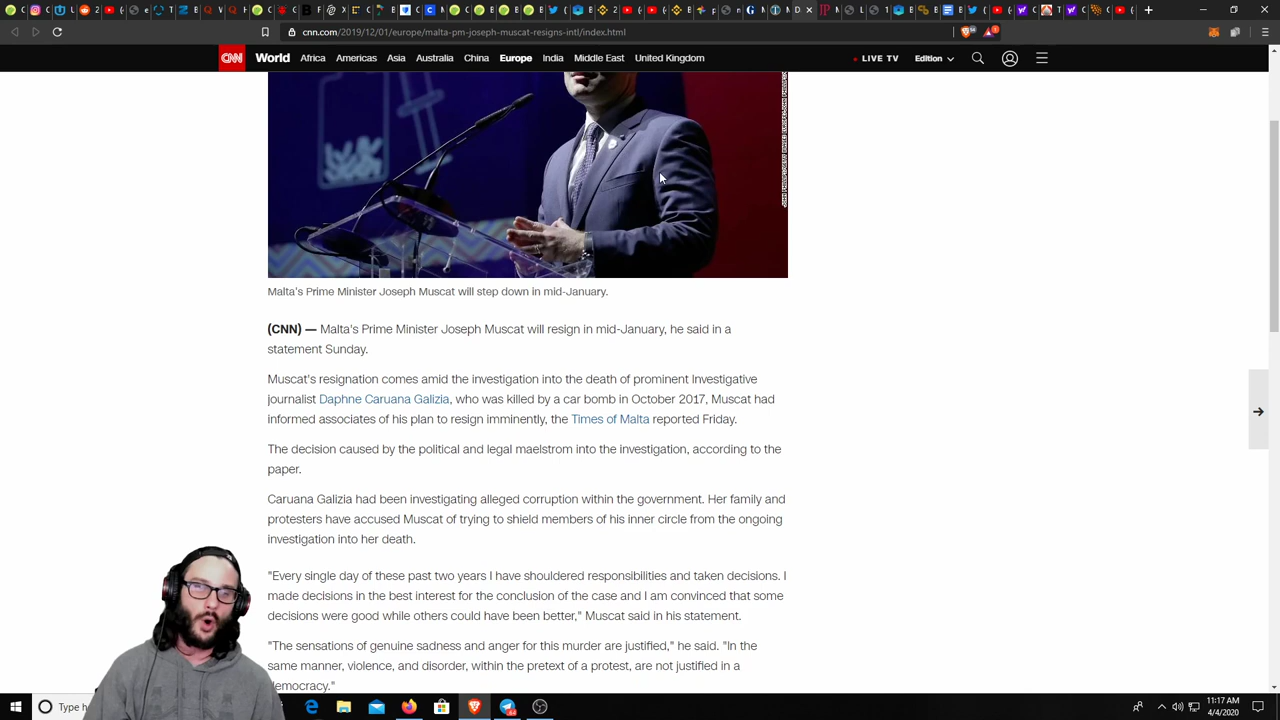 cnn.com/2019/12/01/europe/malta-pm-joseph-muscat-resigns-intl/index.html
CNN World Africa Americas Asia Australia China Europe India Middle East United Kingdom LIVE TV Edition
Malta's Prime Minister Joseph Muscat will step down in mid-January.
(CNN) — Malta's Prime Minister Joseph Muscat will resign in mid-January, he said in a
statement Sunday.
Muscat's resignation comes amid the investigation into the death of prominent Investigative
journalist Daphne Caruana Galizia, who was killed by a car bomb in October 2017, Muscat had
informed associates of his plan to resign imminently, the Times of Malta reported Friday.
The decision caused by the political and legal maelstrom into the investigation, according to the
paper.
Caruana Galizia had been investigating alleged corruption within the government. Her family and
protesters have accused Muscat of trying to shield members of his inner circle from the ongoing
investigation into her death.
"Every single day of these past two years I have shouldered responsibilities and taken decisions. I
made decisions in the best interest for the conclusion of the case and I am convinced that some
decisions were good while others could have been better," Muscat said in his statement.
"The sensations of genuine sadness and anger for this murder are justified," he said. "In the
same manner, violence, and disorder, within the pretext of a protest, are not justified in a
democracy."
Type h
11:17 AM
4/4/2020